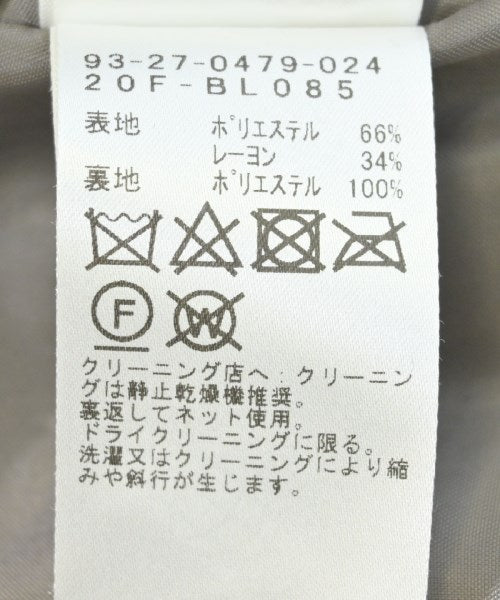 93-27-0479-024
20F-BL085
表地 ポリエステル 66%
レーヨン 34%
裏地 ポリエステル 100%
F W
クリーニング店へ・クリーニン
グは静止乾燥機推奨。
裏返してネット使用。
ドライクリーニングに限る。
洗濯又はクリーニングにより縮
みや斜行が生じます。